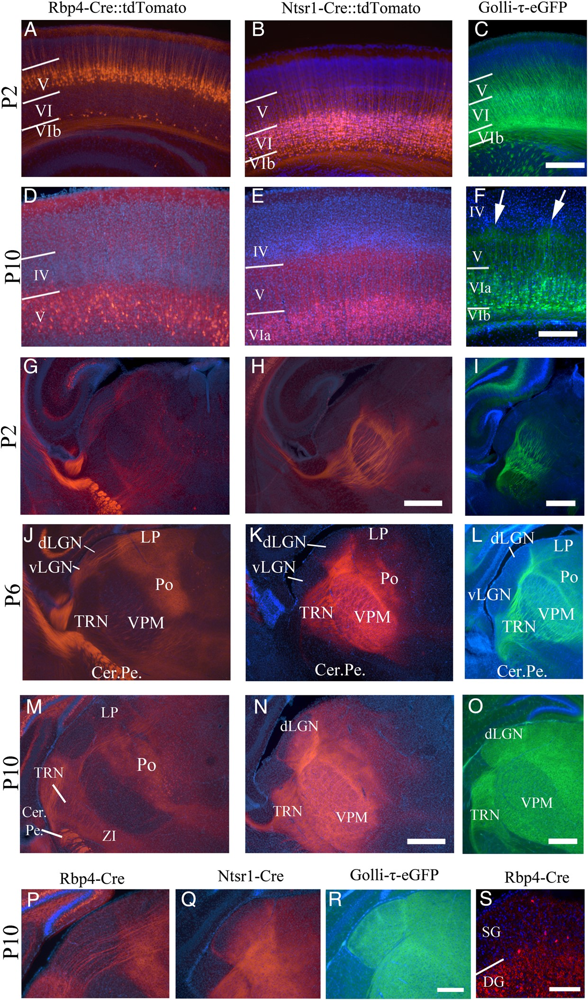 Rbp4-Cre::tdTomato Ntsr1-Cre::tdTomato Golli-τ-eGFP
P2
A
V
VI
VIb
B
V
VI
VIb
C
V
VI
VIb
P10
D
IV
V
E
IV
V
VIa
F
IV
V
VIa
VIb
P2
G
H
I
P6
J
dLGN
LP
vLGN
Po
TRN VPM
Cer.Pe.
K
dLGN
LP
vLGN
Po
TRN VPM
Cer.Pe.
L
dLGN
LP
Po
vLGN
VPM
TRN
Cer.Pe.
P10
M
LP
Po
TRN
Cer.
Pe.
ZI
N
dLGN
TRN VPM
O
dLGN
VPM
TRN
Rbp4-Cre Ntsr1-Cre Golli-τ-eGFP Rbp4-Cre
P10
P
Q
R
S
SG
DG